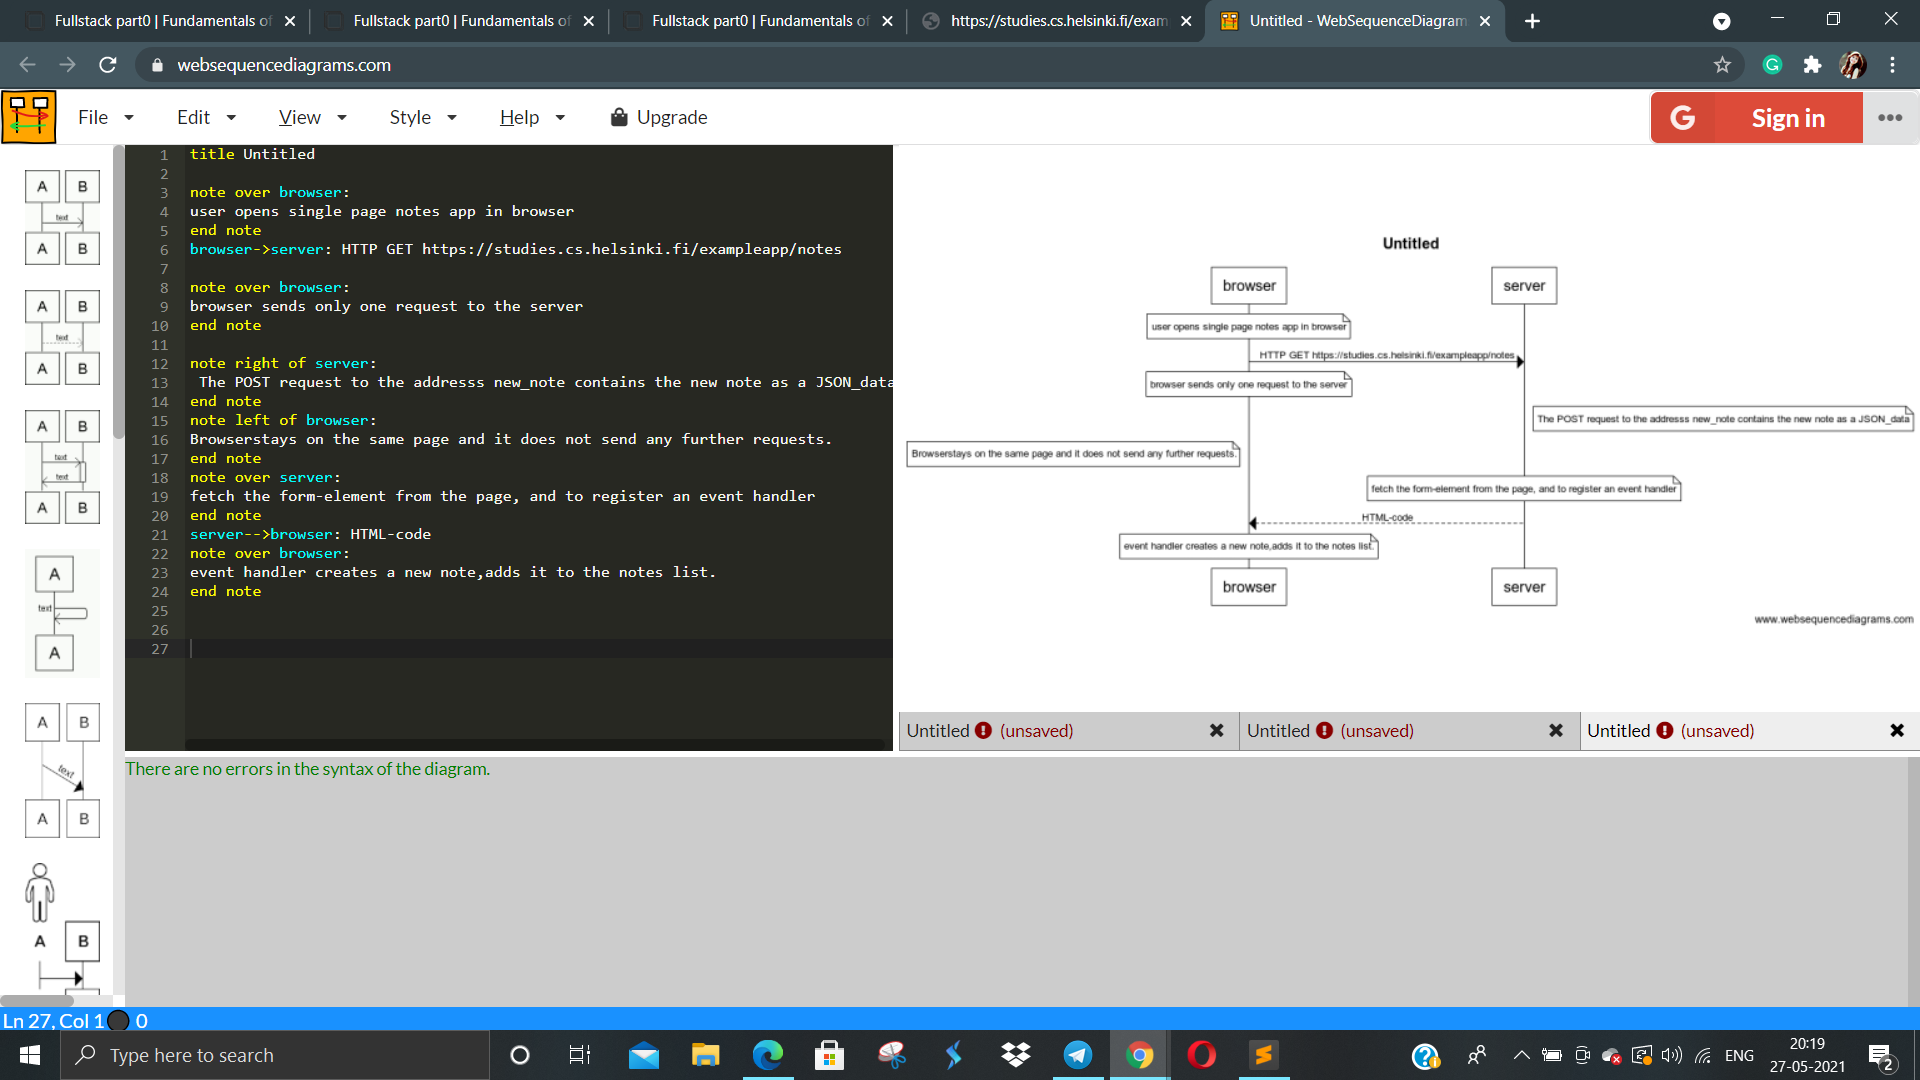 Fullstack part0 | Fundamentals of
Fullstack part0 | Fundamentals of
Fullstack part0 | Fundamentals of
https://studies.cs.helsinki.fi/exam
Untitled - WebSequenceDiagram
websequencediagrams.com
File Edit View Style Help Upgrade
G Sign in
A B
text
A B
A B
text
A B
A B
text
text
A B
A
text
A
A B
text
A B
A B
1 title Untitled
2
3 note over browser:
4 user opens single page notes app in browser
5 end note
6 browser->server: HTTP GET https://studies.cs.helsinki.fi/exampleapp/notes
7
8 note over browser:
9 browser sends only one request to the server
10 end note
11
12 note right of server:
13 The POST request to the addresss new_note contains the new note as a JSON_data
14 end note
15 note left of browser:
16 Browserstays on the same page and it does not send any further requests.
17 end note
18 note over server:
19 fetch the form-element from the page, and to register an event handler
20 end note
21 server-->browser: HTML-code
22 note over browser:
23 event handler creates a new note,adds it to the notes list.
24 end note
25
26
27
Untitled
browser server
user opens single page notes app in browser
HTTP GET https://studies.cs.helsinki.fi/exampleapp/notes
browser sends only one request to the server
The POST request to the addresss new_note contains the new note as a JSON_data
Browserstays on the same page and it does not send any further requests.
fetch the form-element from the page, and to register an event handler
HTML-code
event handler creates a new note,adds it to the notes list.
browser server
www.websequencediagrams.com
Untitled (unsaved) Untitled (unsaved) Untitled (unsaved)
There are no errors in the syntax of the diagram.
Ln 27, Col 1 0
Type here to search
ENG
20:19
27-05-2021
2